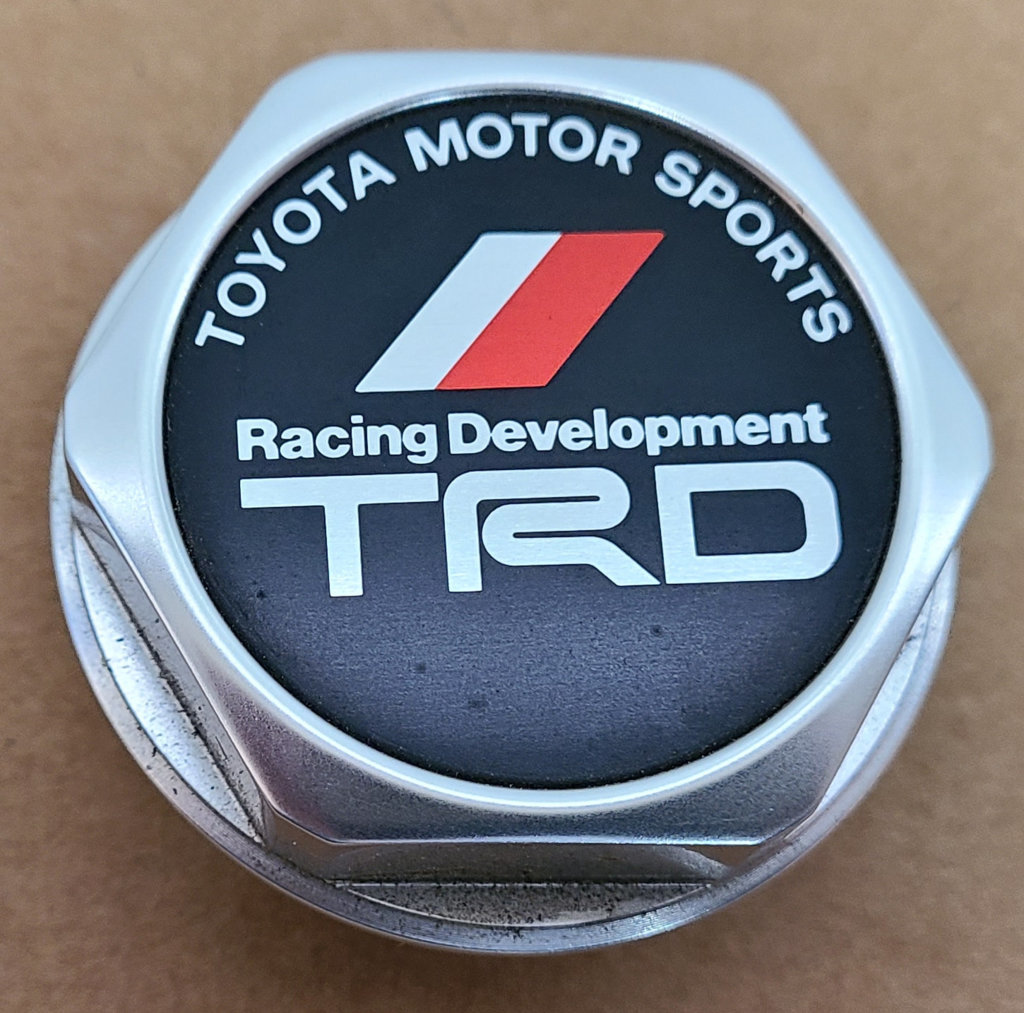 TOYOTA MOTOR SPORTS
Racing Development
TRD